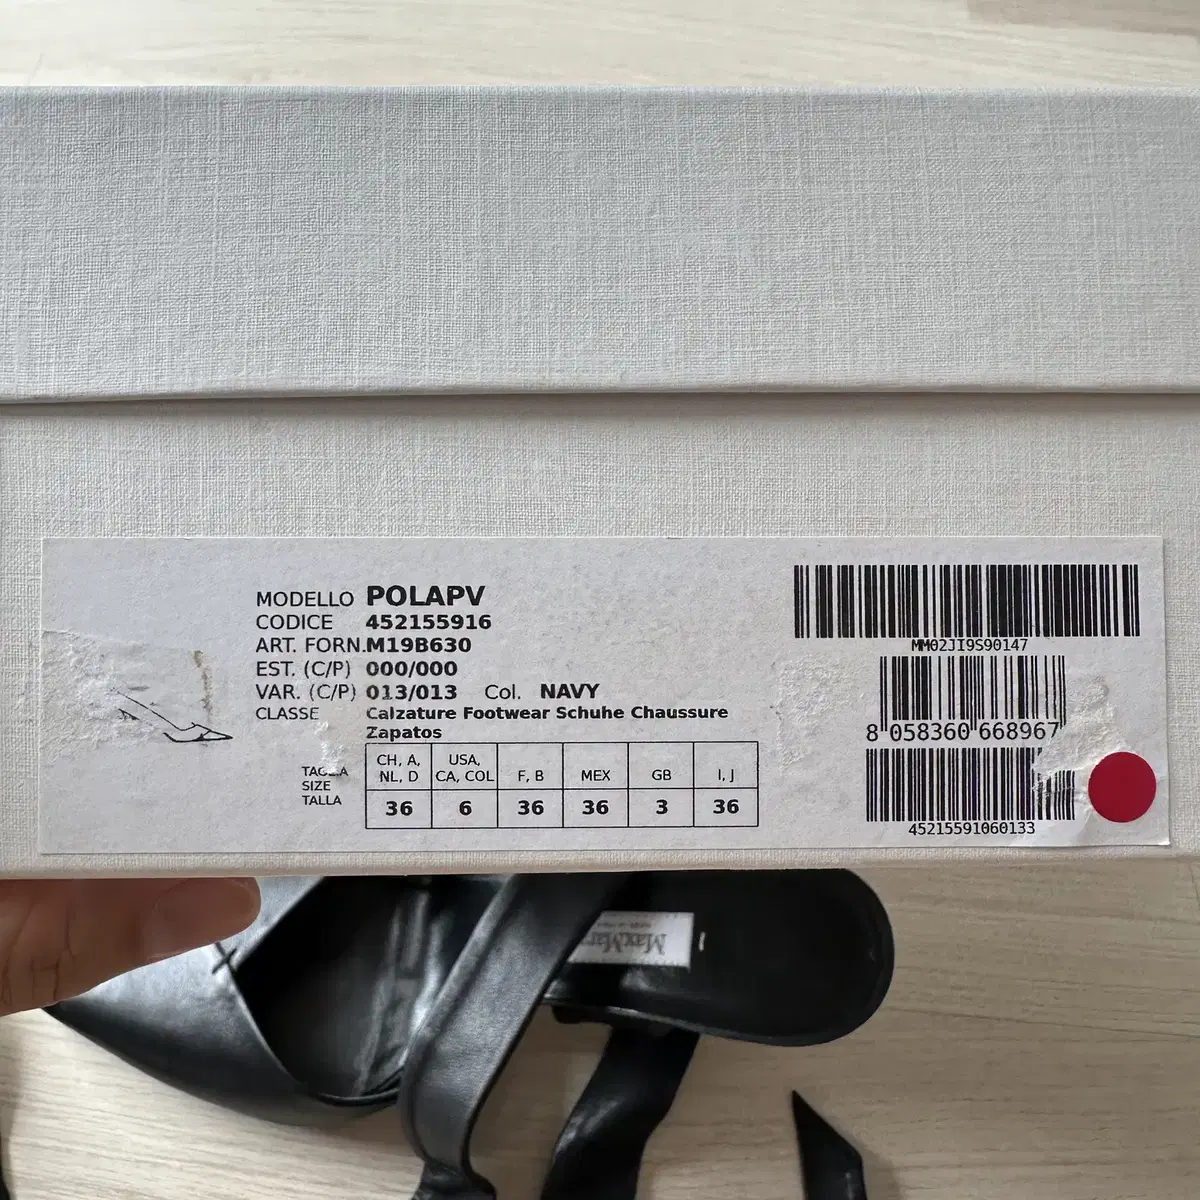 MODELLO POLAPV
CODICE 452155916
ART. FORN.M19B630
EST. (C/P) 000/000
VAR. (C/P) 013/013 Col. NAVY
CLASSE Calzature Footwear Schuhe Chaussure
Zapatos
TAGLIA
SIZE
TALLA
CH, A, NL, D USA, CA, COL F, B MEX GB I, J
36 6 36 36 3 36
MM02JI9S90147
8 058360 668967
45215591060133
MaxMara